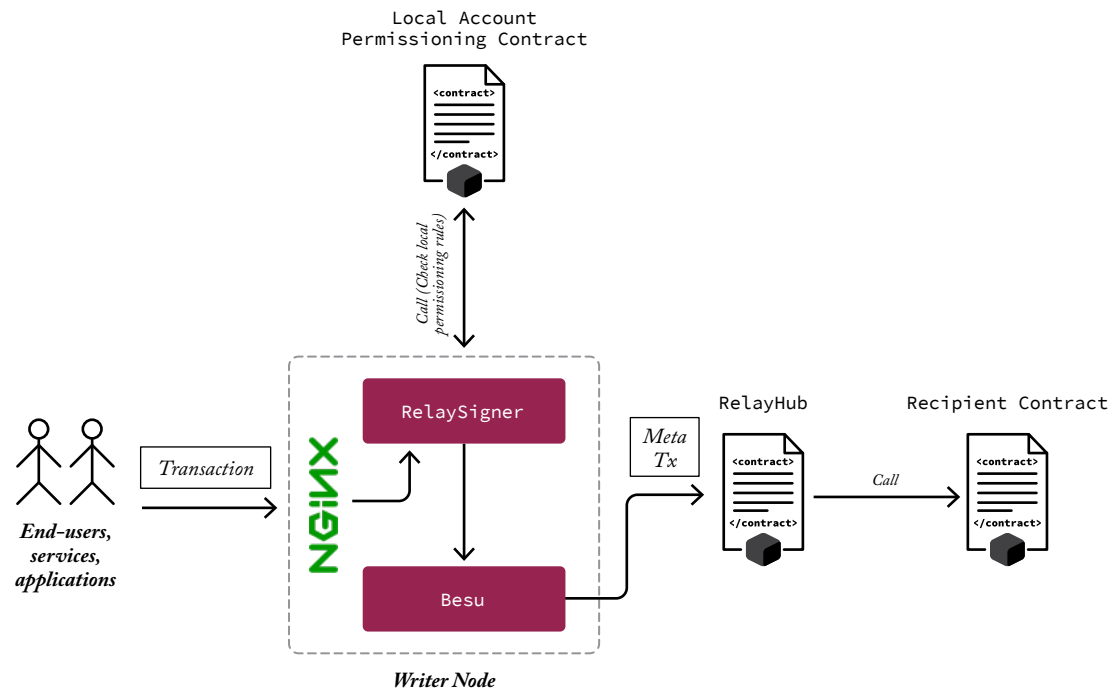 Local Account
Permissioning Contract
<contract>
</contract>
Call (Check local
permissioning rules)
RelaySigner
NGINX
Besu
Writer Node
Transaction
End-users,
services,
applications
Meta
Tx
RelayHub
<contract>
</contract>
Call
Recipient Contract
<contract>
</contract>